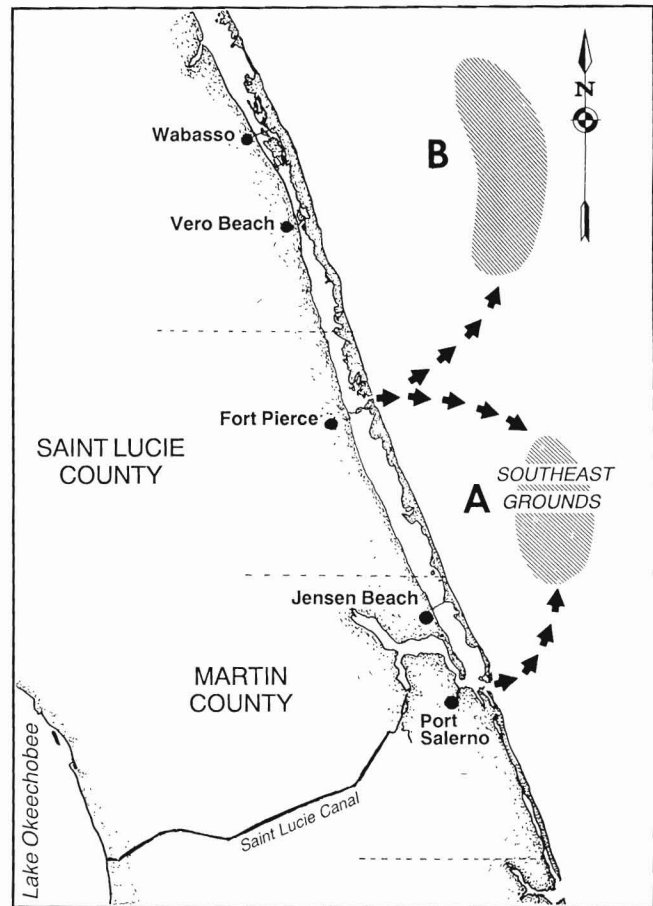 N
B
Wabasso
Vero Beach
Fort Pierce
SAINT LUCIE
COUNTY
A
SOUTHEAST
GROUNDS
Jensen Beach
MARTIN
COUNTY
Port
Salerno
Saint Lucie Canal
Lake Okeechobee